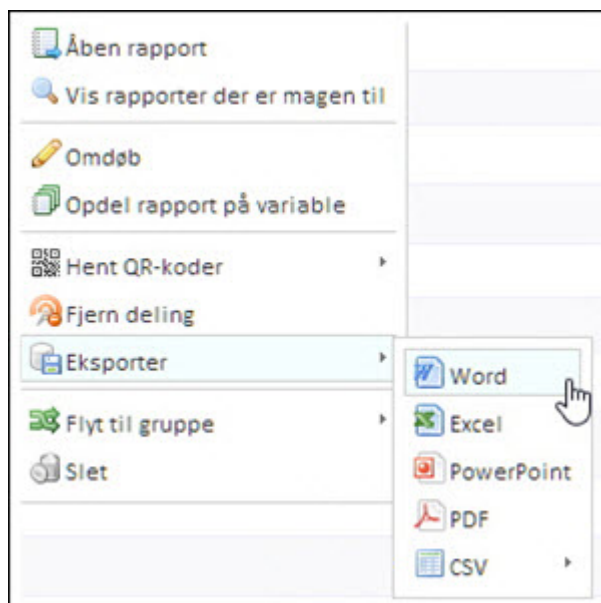 Åben rapport
Vis rapporter der er magen til
Omdøb
Opdel rapport på variable
Hent QR-koder
Fjern deling
Eksporter
Flyt til gruppe
Slet
Word
Excel
PowerPoint
PDF
CSV